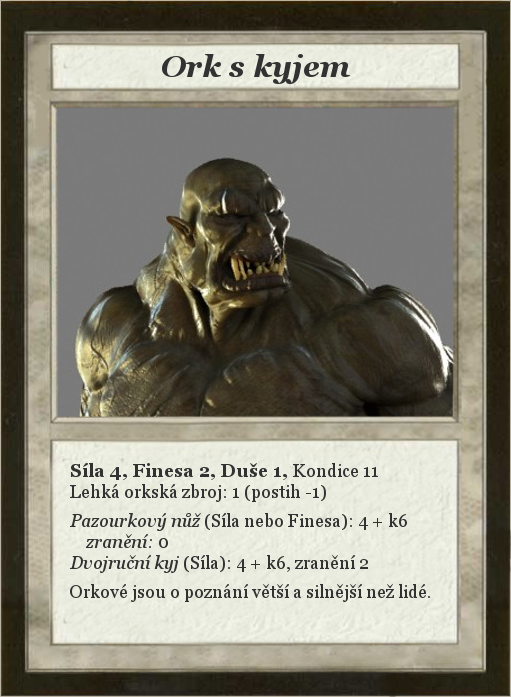 Ork s kyjem
Síla 4, Finesa 2, Duše 1, Kondice 11
Lehká orkská zbroj: 1 (postih -1)
Pazourkový nůž (Síla nebo Finesa): 4 + k6
zranění: 0
Dvojruční kyj (Síla): 4 + k6, zranění 2
Orkové jsou o poznání větší a silnější než lidé.